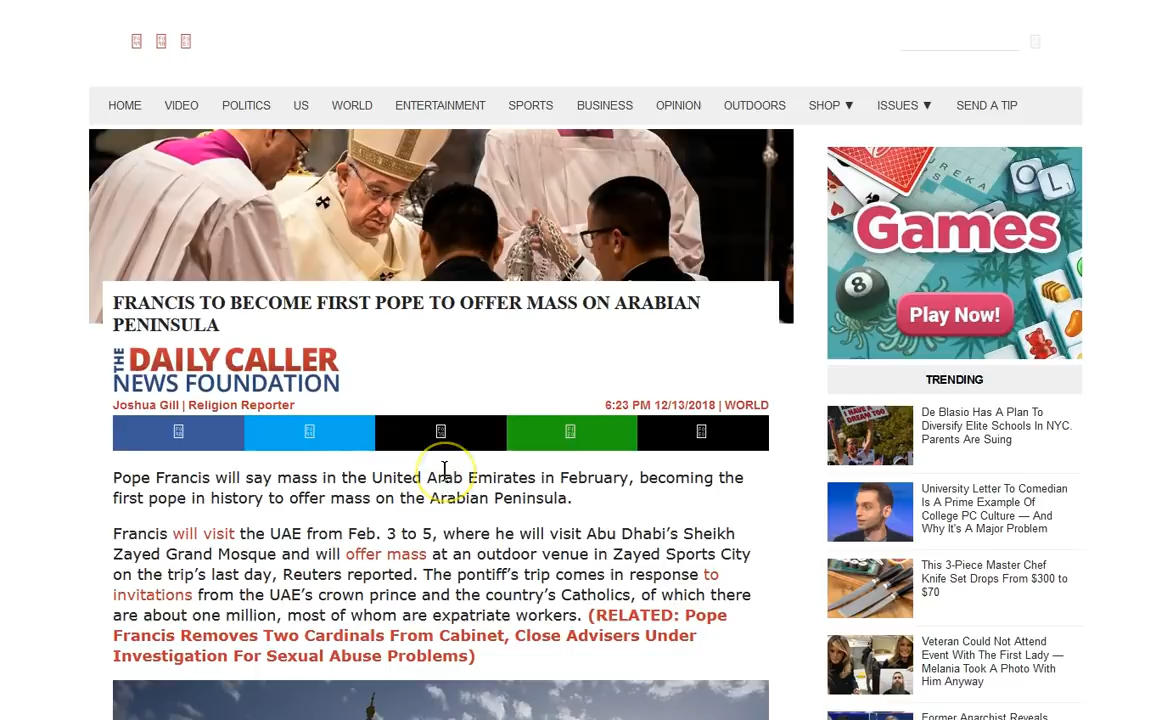 HOME VIDEO POLITICS US WORLD ENTERTAINMENT SPORTS BUSINESS OPINION OUTDOORS SHOP ▼ ISSUES ▼ SEND A TIP
FRANCIS TO BECOME FIRST POPE TO OFFER MASS ON ARABIAN
PENINSULA
THE DAILY CALLER
NEWS FOUNDATION
Joshua Gill | Religion Reporter
6:23 PM 12/13/2018 | WORLD
Pope Francis will say mass in the United Arab Emirates in February, becoming the
first pope in history to offer mass on the Arabian Peninsula.
Francis will visit the UAE from Feb. 3 to 5, where he will visit Abu Dhabi's Sheikh
Zayed Grand Mosque and will offer mass at an outdoor venue in Zayed Sports City
on the trip's last day, Reuters reported. The pontiff's trip comes in response to
invitations from the UAE's crown prince and the country's Catholics, of which there
are about one million, most of whom are expatriate workers. (RELATED: Pope
Francis Removes Two Cardinals From Cabinet, Close Advisers Under
Investigation For Sexual Abuse Problems)
UREKA
O L
8
Games
Play Now!
TRENDING
I HAVE A
DREAM TOO
De Blasio Has A Plan To
Diversify Elite Schools In NYC.
Parents Are Suing
University Letter To Comedian
Is A Prime Example Of
College PC Culture — And
Why It's A Major Problem
This 3-Piece Master Chef
Knife Set Drops From $300 to
$70
Veteran Could Not Attend
Event With The First Lady —
Melania Took A Photo With
Him Anyway
Former Anarchist Reveals